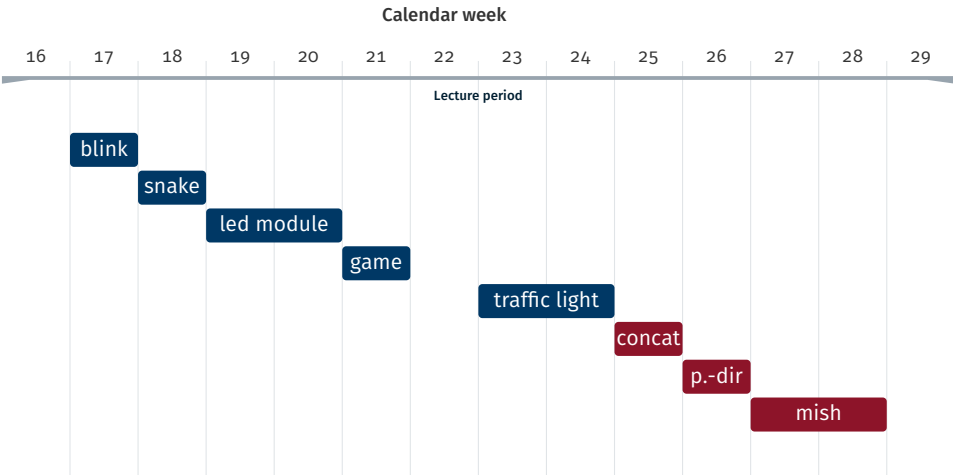 Calendar week
16 17 18 19 20 21 22 23 24 25 26 27 28 29
Lecture period
blink
snake
led module
game
traffic light
concat
p.-dir
mish